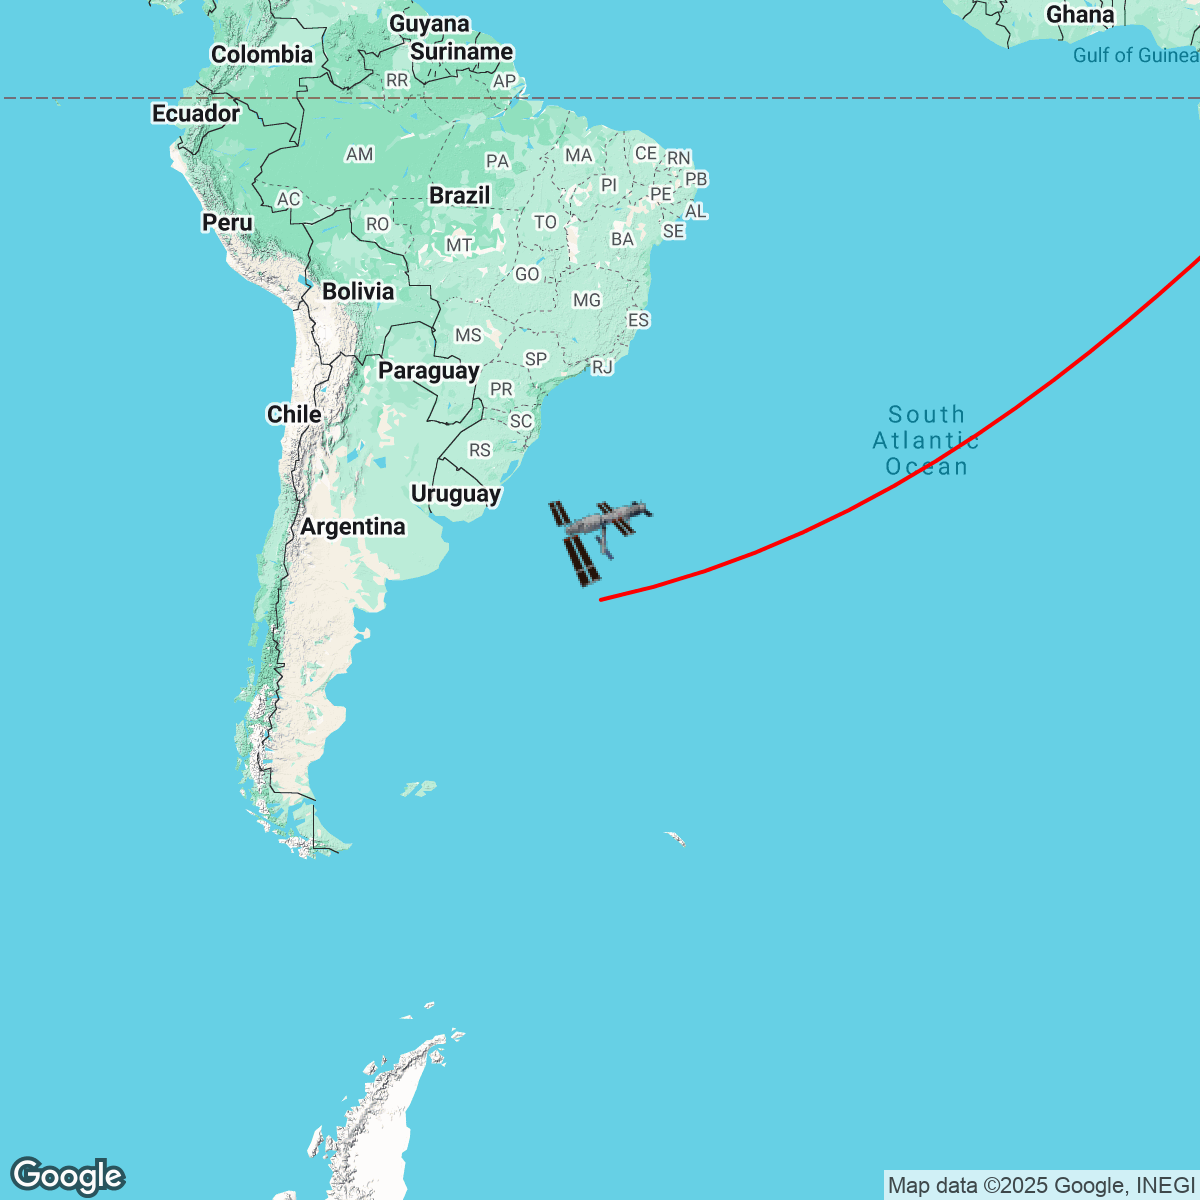 Guyana
Ghana
Colombia
Suriname
Gulf of Guinea
RR
AP
Ecuador
AM
PA
MA
CE
RN
PI
PB
AC
Brazil
PE
AL
Peru
RO
TO
SE
MT
BA
GO
Bolivia
MG
ES
MS
SP
RJ
Paraguay
PR
Chile
SC
South
Atlantic
Ocean
RS
Uruguay
Argentina
Google
Map data ©2025 Google, INEGI